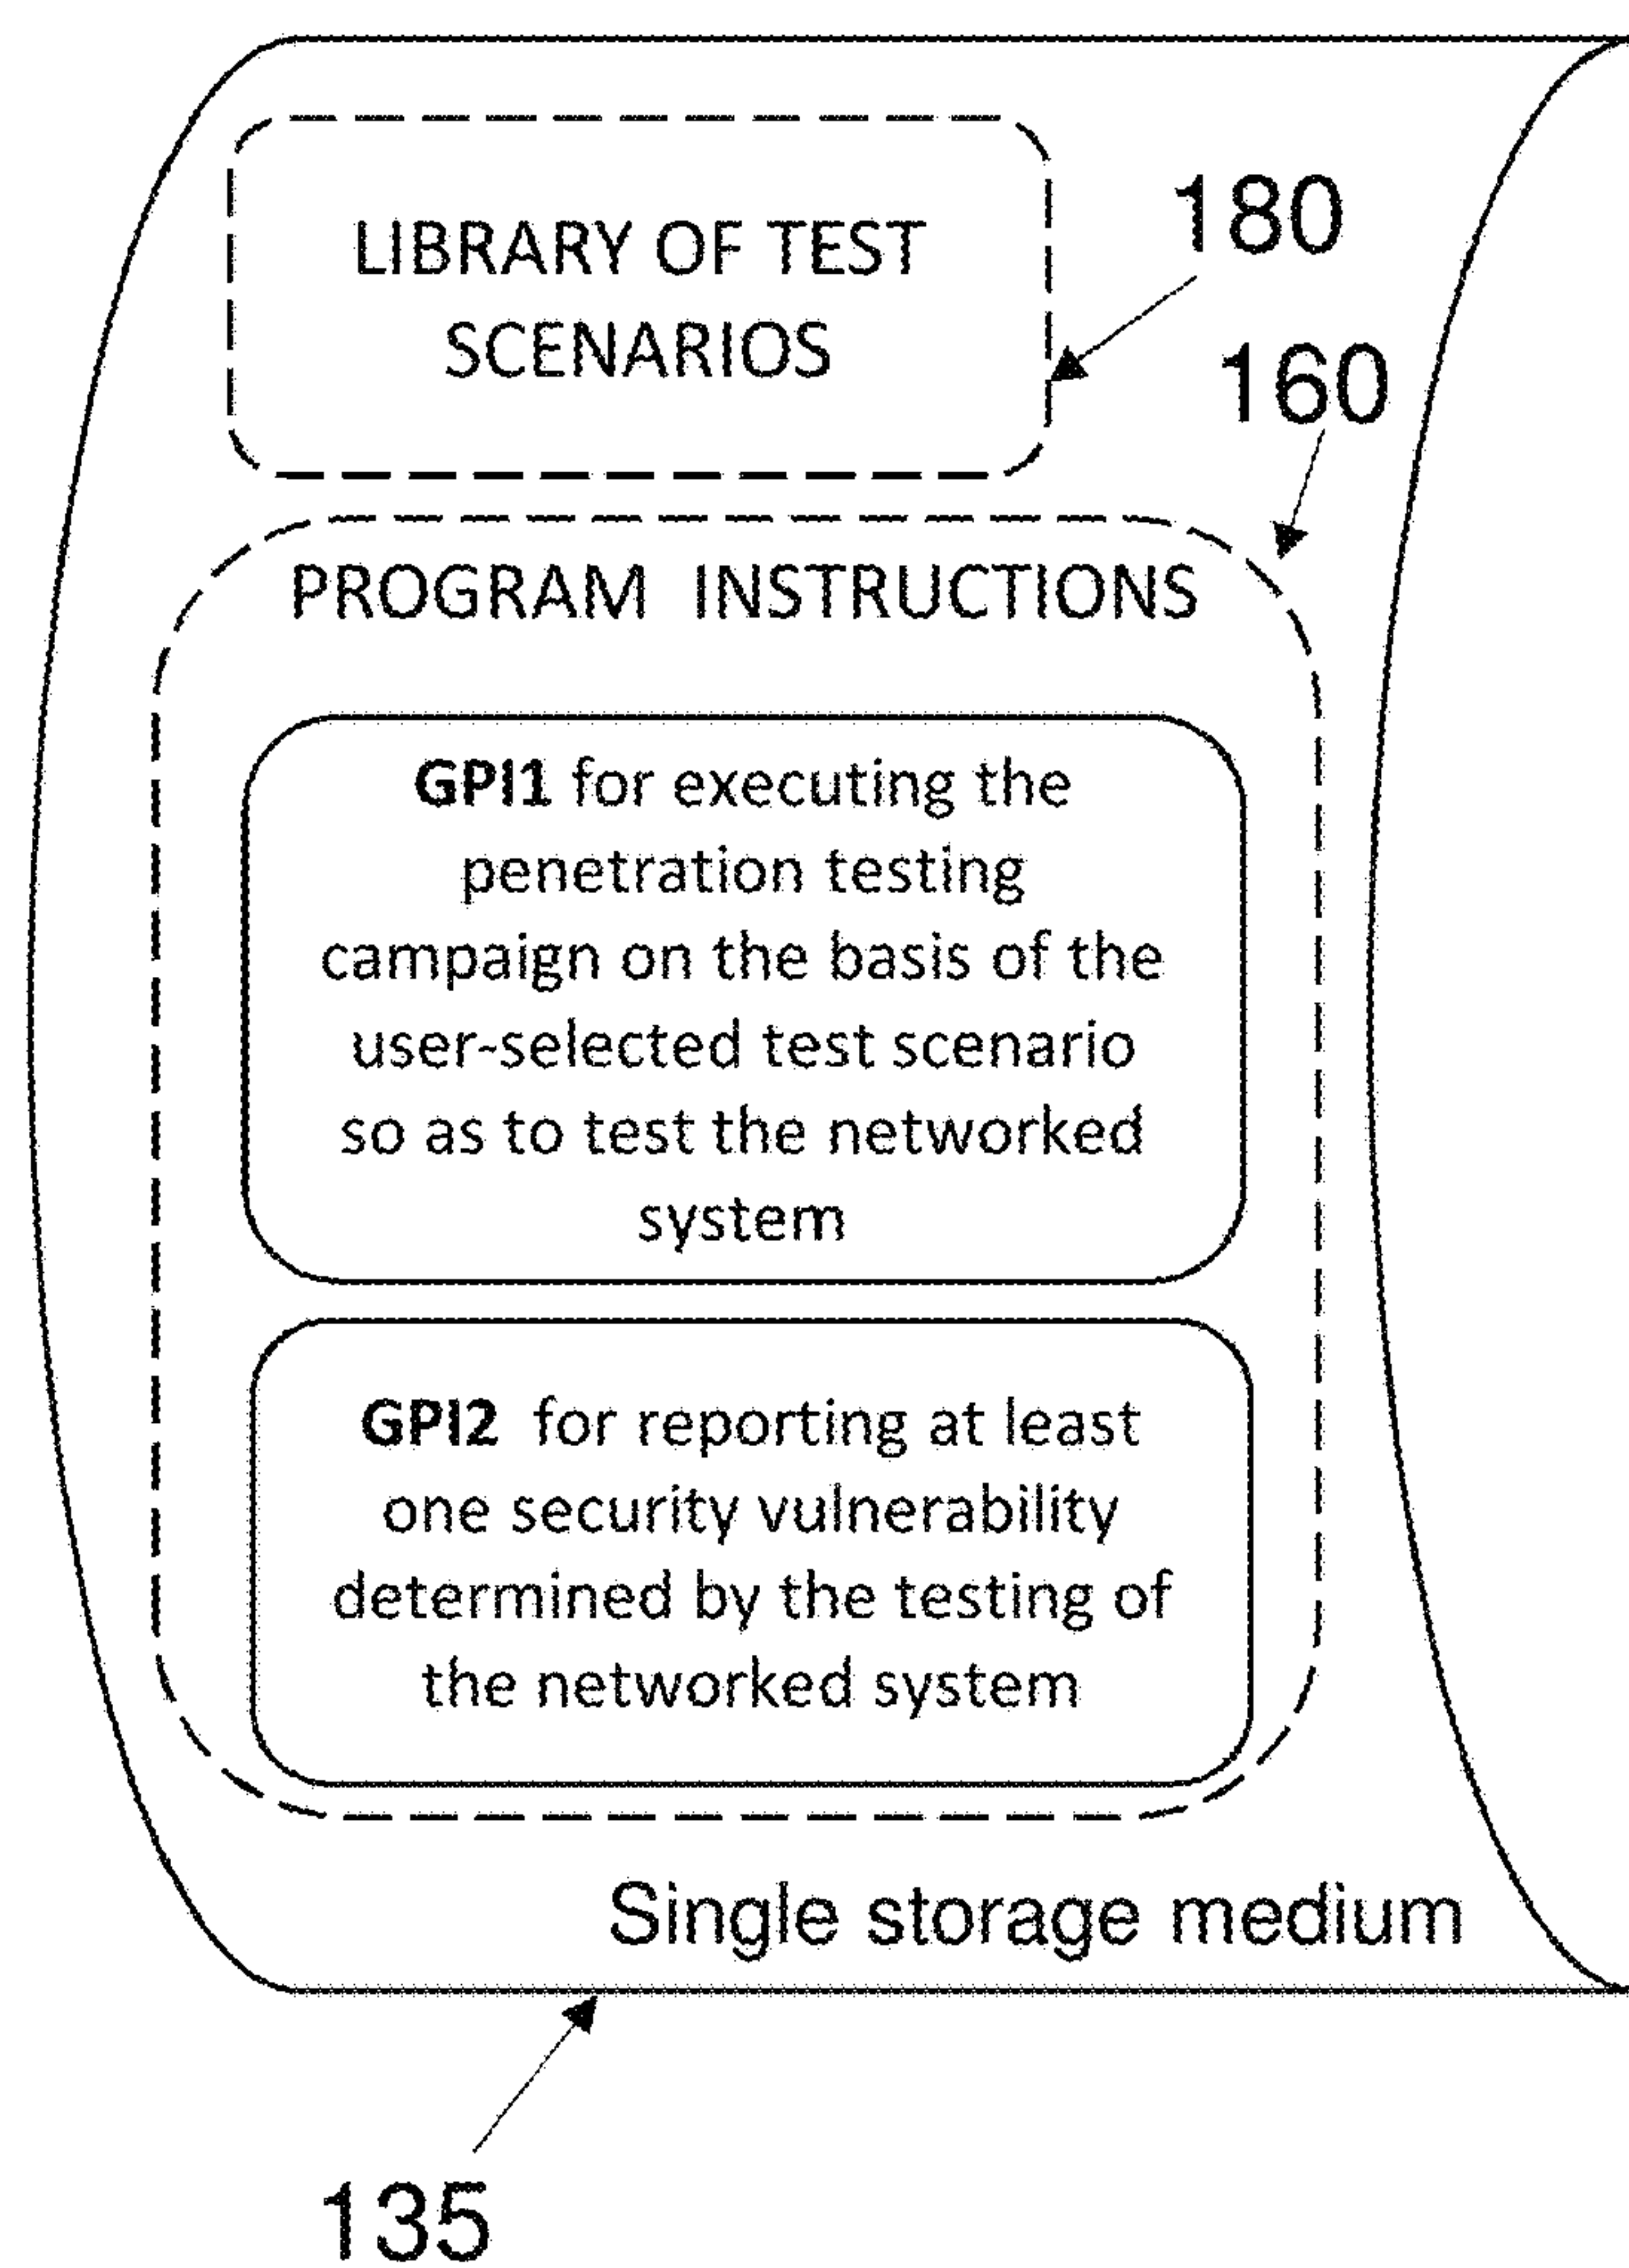 LIBRARY OF TEST
SCENARIOS
180
160
PROGRAM INSTRUCTIONS
GPI1 for executing the
penetration testing
campaign on the basis of the
user-selected test scenario
so as to test the networked
system
GPI2 for reporting at least
one security vulnerability
determined by the testing of
the networked system
Single storage medium
135